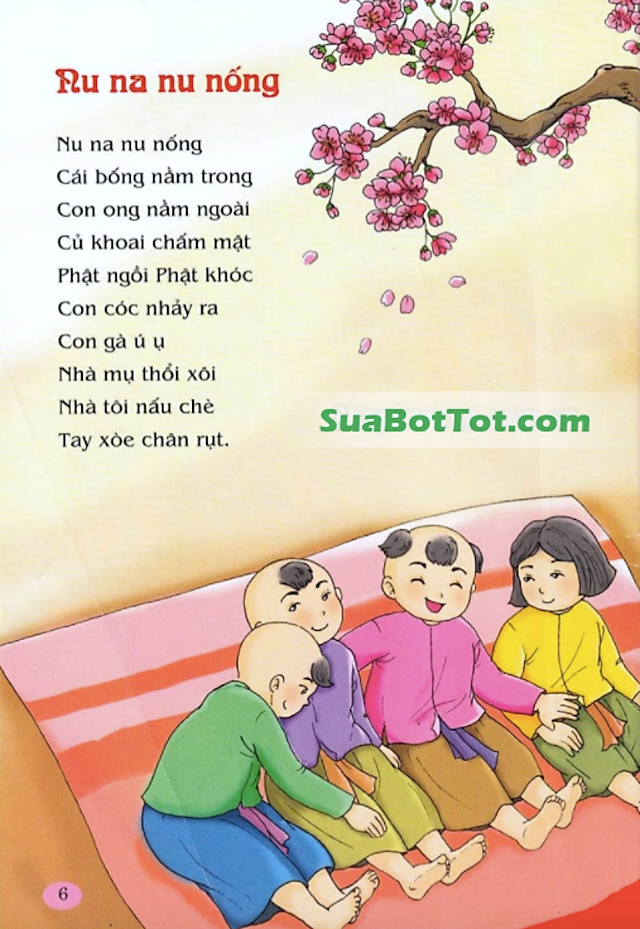 Nu na nu nống
Nu na nu nống
Cái bống nằm trong
Con ong nằm ngoài
Củ khoai chấm mật
Phật ngồi Phật khóc
Con cóc nhảy ra
Con gà ú ụ
Nhà mụ thổi xôi
Nhà tôi nấu chè
Tay xòe chân rụt.
SuaBotTot.com
6